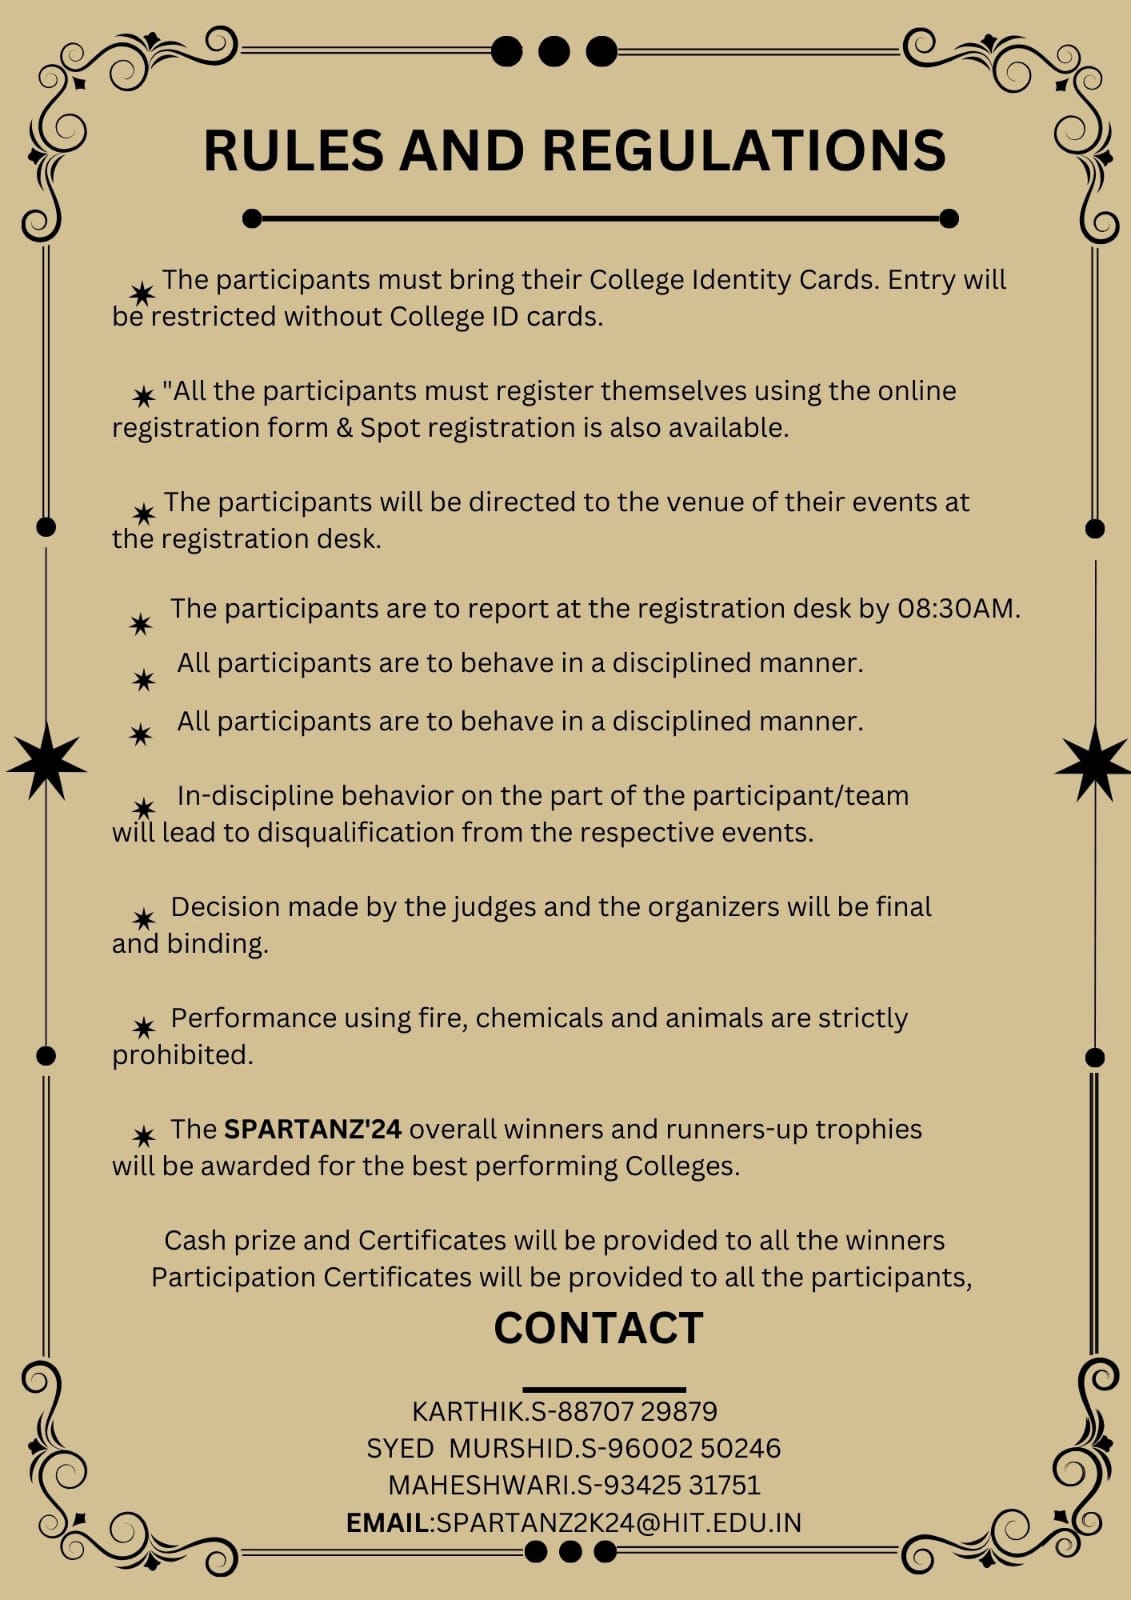 RULES AND REGULATIONS
The participants must bring their College Identity Cards. Entry will
be restricted without College ID cards.
"All the participants must register themselves using the online
registration form & Spot registration is also available.
The participants will be directed to the venue of their events at
the registration desk.
The participants are to report at the registration desk by 08:30AM.
All participants are to behave in a disciplined manner.
All participants are to behave in a disciplined manner.
In-discipline behavior on the part of the participant/team
will lead to disqualification from the respective events.
Decision made by the judges and the organizers will be final
and binding.
Performance using fire, chemicals and animals are strictly
prohibited.
The SPARTANZ'24 overall winners and runners-up trophies
will be awarded for the best performing Colleges.
Cash prize and Certificates will be provided to all the winners
Participation Certificates will be provided to all the participants,
CONTACT
KARTHIK.S-88707 29879
SYED MURSHID.S-96002 50246
MAHESHWARI.S-93425 31751
EMAIL:SPARTANZ2K24@HIT.EDU.IN